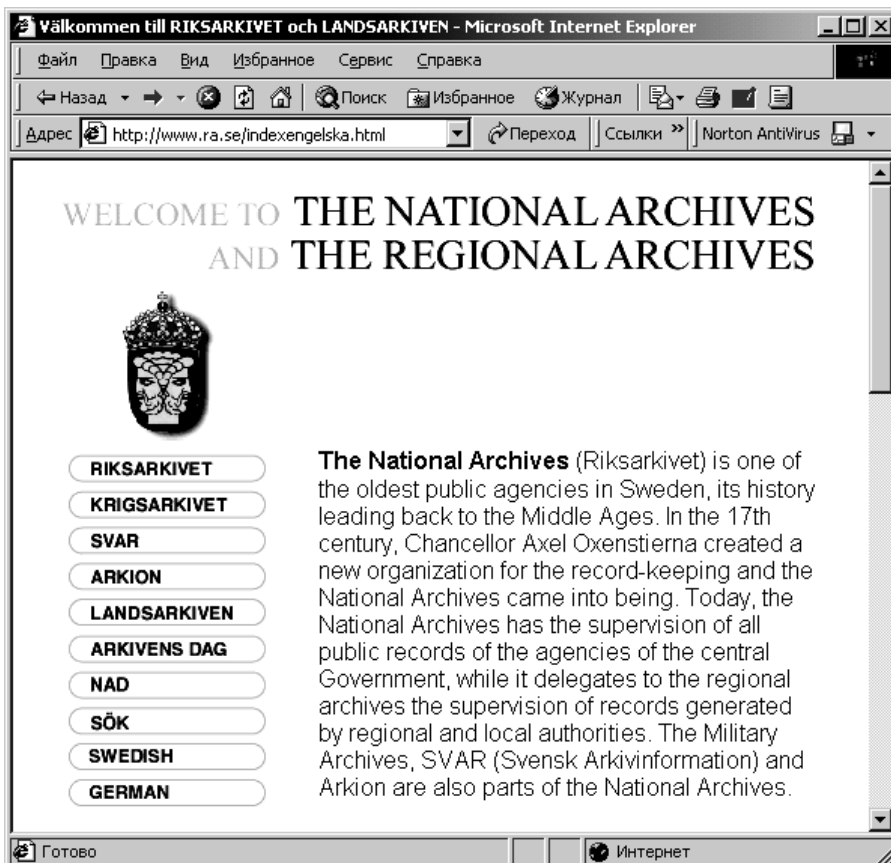 Välkommen till RIKSARKIVET och LANDSARKIVEN - Microsoft Internet Explorer
Файл Правка Вид Избранное Сервис Справка
Назад Поиск Избранное Журнал
Адрес http://www.ra.se/indexengelska.html Переход Ссылки » Norton AntiVirus
WELCOME TO THE NATIONAL ARCHIVES
AND THE REGIONAL ARCHIVES
RIKSARKIVET
KRIGSARKIVET
SVAR
ARKION
LANDSARKIVEN
ARKIVENS DAG
NAD
SÖK
SWEDISH
GERMAN
The National Archives (Riksarkivet) is one of
the oldest public agencies in Sweden, its history
leading back to the Middle Ages. In the 17th
century, Chancellor Axel Oxenstierna created a
new organization for the record-keeping and the
National Archives came into being. Today, the
National Archives has the supervision of all
public records of the agencies of the central
Government, while it delegates to the regional
archives the supervision of records generated
by regional and local authorities. The Military
Archives, SVAR (Svensk Arkivinformation) and
Arkion are also parts of the National Archives.
Готово Интернет